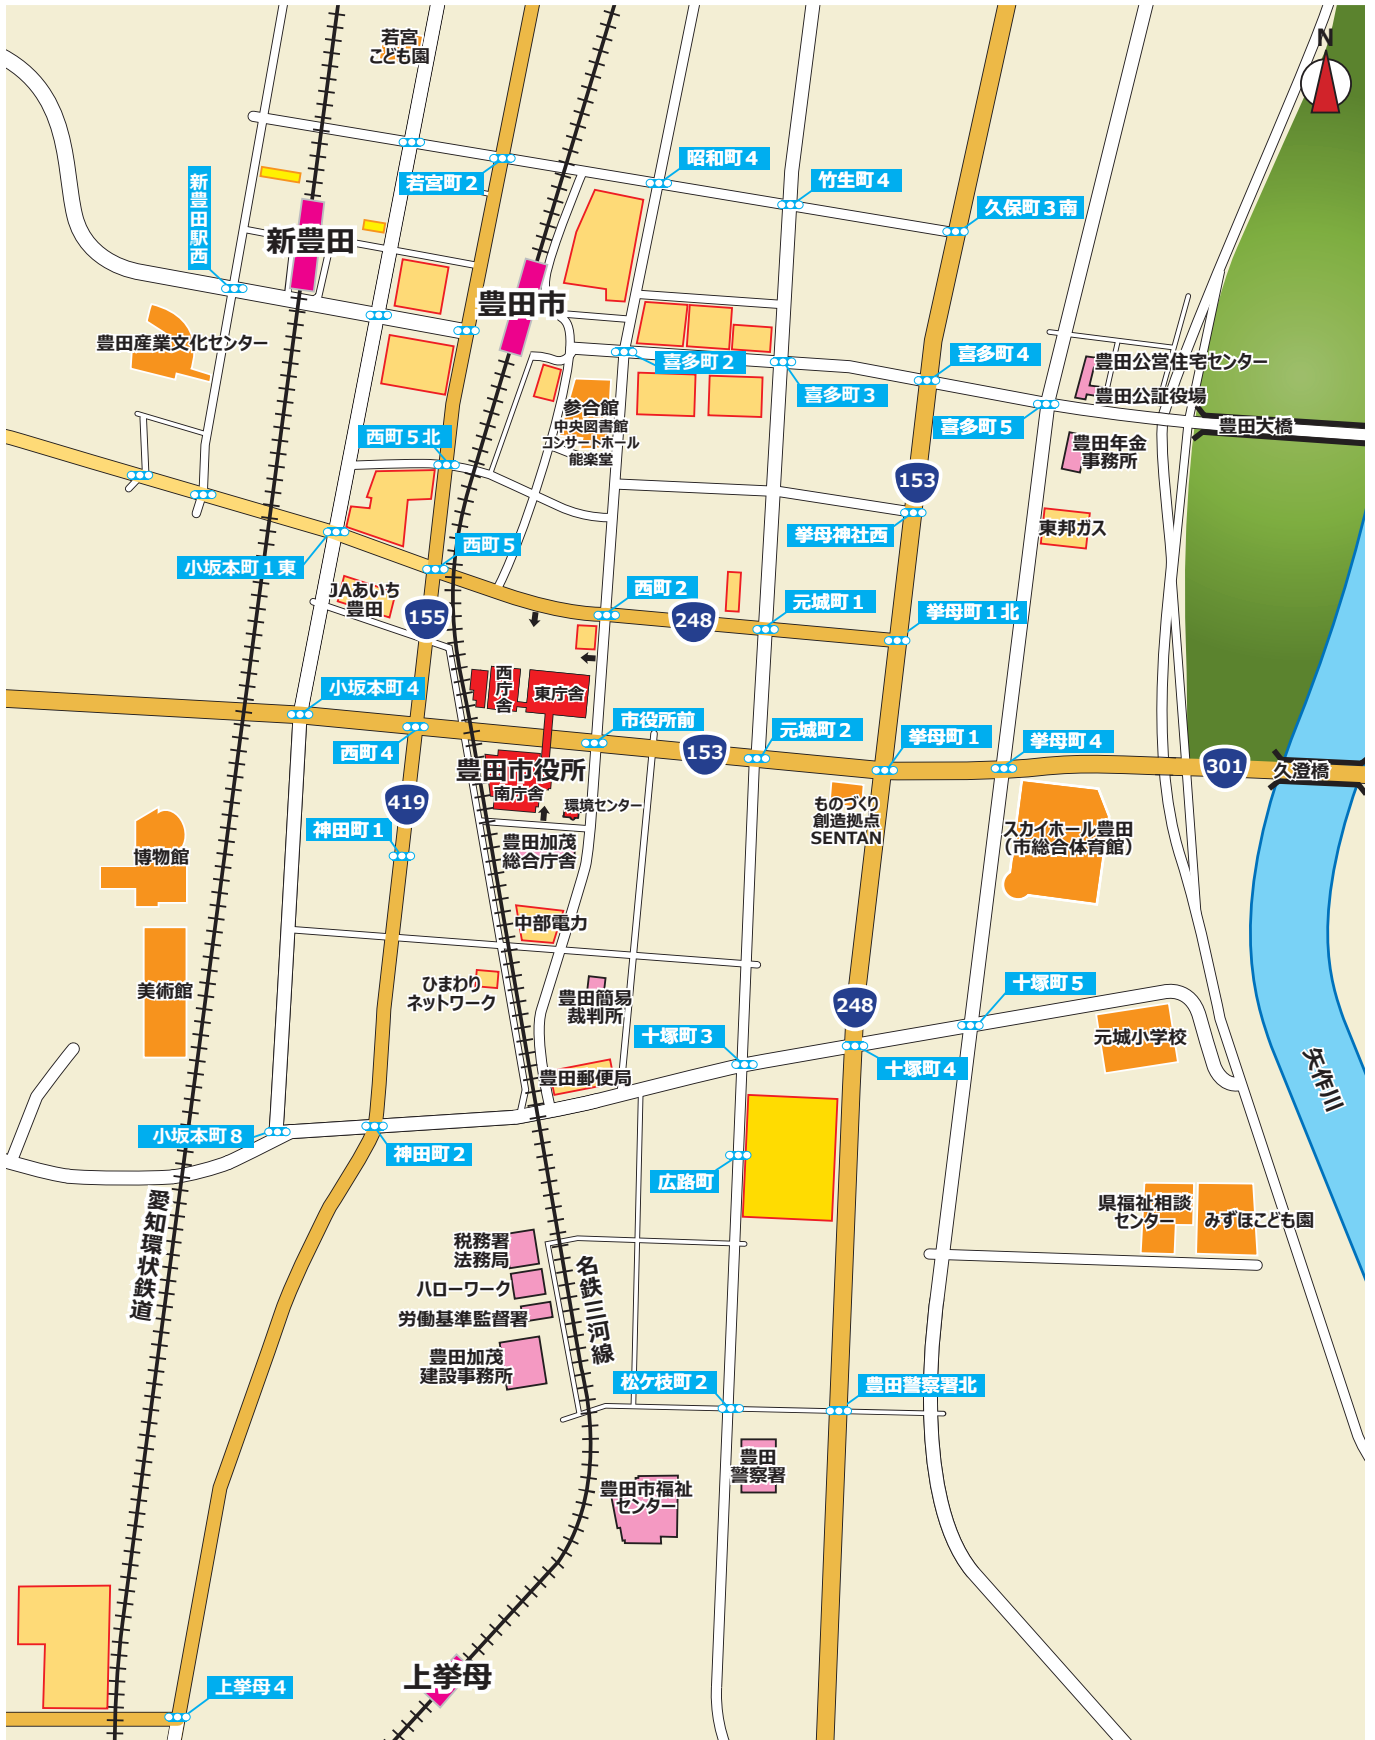 若宮
こども園
N
昭和町４
竹生町４
若宮町２
久保町３南
新豊田駅西
新豊田
豊田市
豊田産業文化センター
喜多町２
喜多町４
豊田公営住宅センター
喜多町３
豊田公証役場
喜多町５
豊田大橋
参合館
中央図書館
コンサートホール
能楽堂
西町５北
豊田年金
事務所
153
東邦ガス
挙母神社西
西町５
小坂本町１東
JAあいち
豊田
西町２
元城町１
挙母町１北
155
248
西庁舎
東庁舎
小坂本町４
市役所前
元城町２
挙母町１
挙母町４
西町４
153
301
久澄橋
豊田市役所
南庁舎
環境センター
419
神田町１
ものづくり
創造拠点
SENTAN
スカイホール豊田
（市総合体育館）
豊田加茂
総合庁舎
博物館
中部電力
美術館
ひまわり
ネットワーク
豊田簡易
裁判所
十塚町５
248
十塚町３
元城小学校
十塚町４
豊田郵便局
矢作川
小坂本町８
神田町２
広路町
愛知環状鉄道
県福祉相談
センター
みずほこども園
税務署
法務局
ハローワーク
名鉄三河線
労働基準監督署
豊田加茂
建設事務所
松ケ枝町２
豊田警察署北
豊田
警察署
豊田市福祉
センター
上挙母
上挙母４